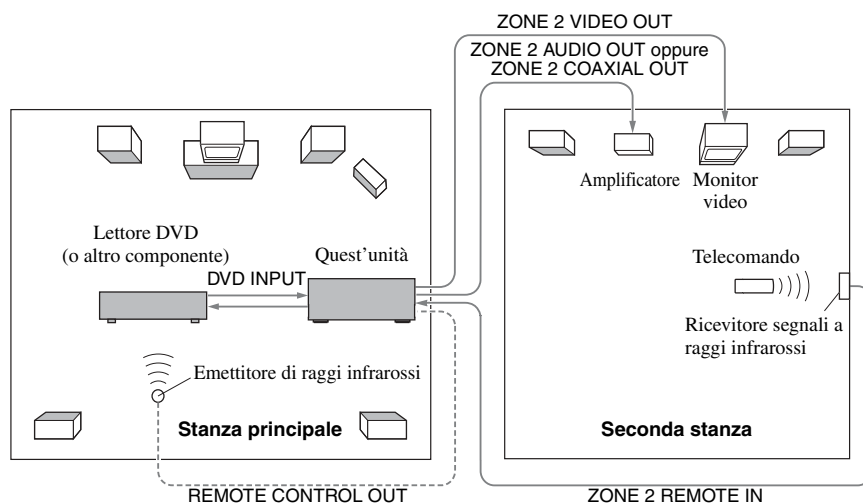 ZONE 2 VIDEO OUT
ZONE 2 AUDIO OUT oppure
ZONE 2 COAXIAL OUT
Amplificatore
Monitor
video
Lettore DVD
(o altro componente)
Quest'unità
DVD INPUT
Telecomando
Ricevitore segnali a
raggi infrarossi
Emettitore di raggi infrarossi
Stanza principale
Seconda stanza
REMOTE CONTROL OUT
ZONE 2 REMOTE IN